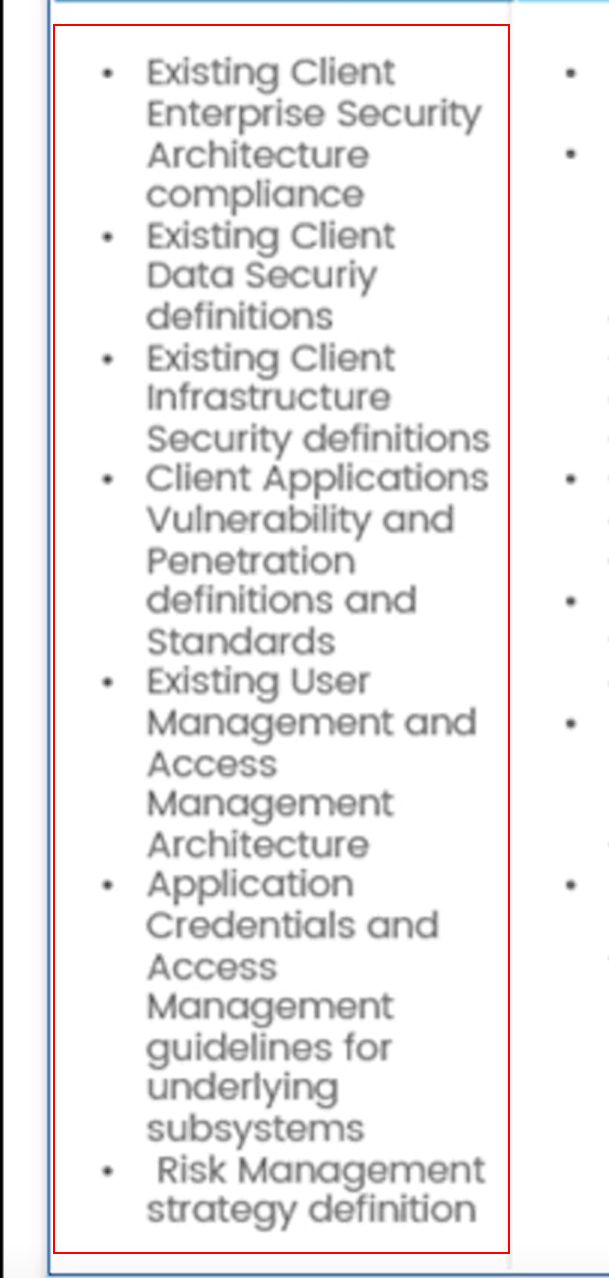 • Existing Client
Enterprise Security
Architecture
compliance
• Existing Client
Data Securiy
definitions
• Existing Client
Infrastructure
Security definitions
• Client Applications
Vulnerability and
Penetration
definitions and
Standards
• Existing User
Management and
Access
Management
Architecture
• Application
Credentials and
Access
Management
guidelines for
underlying
subsystems
• Risk Management
strategy definition